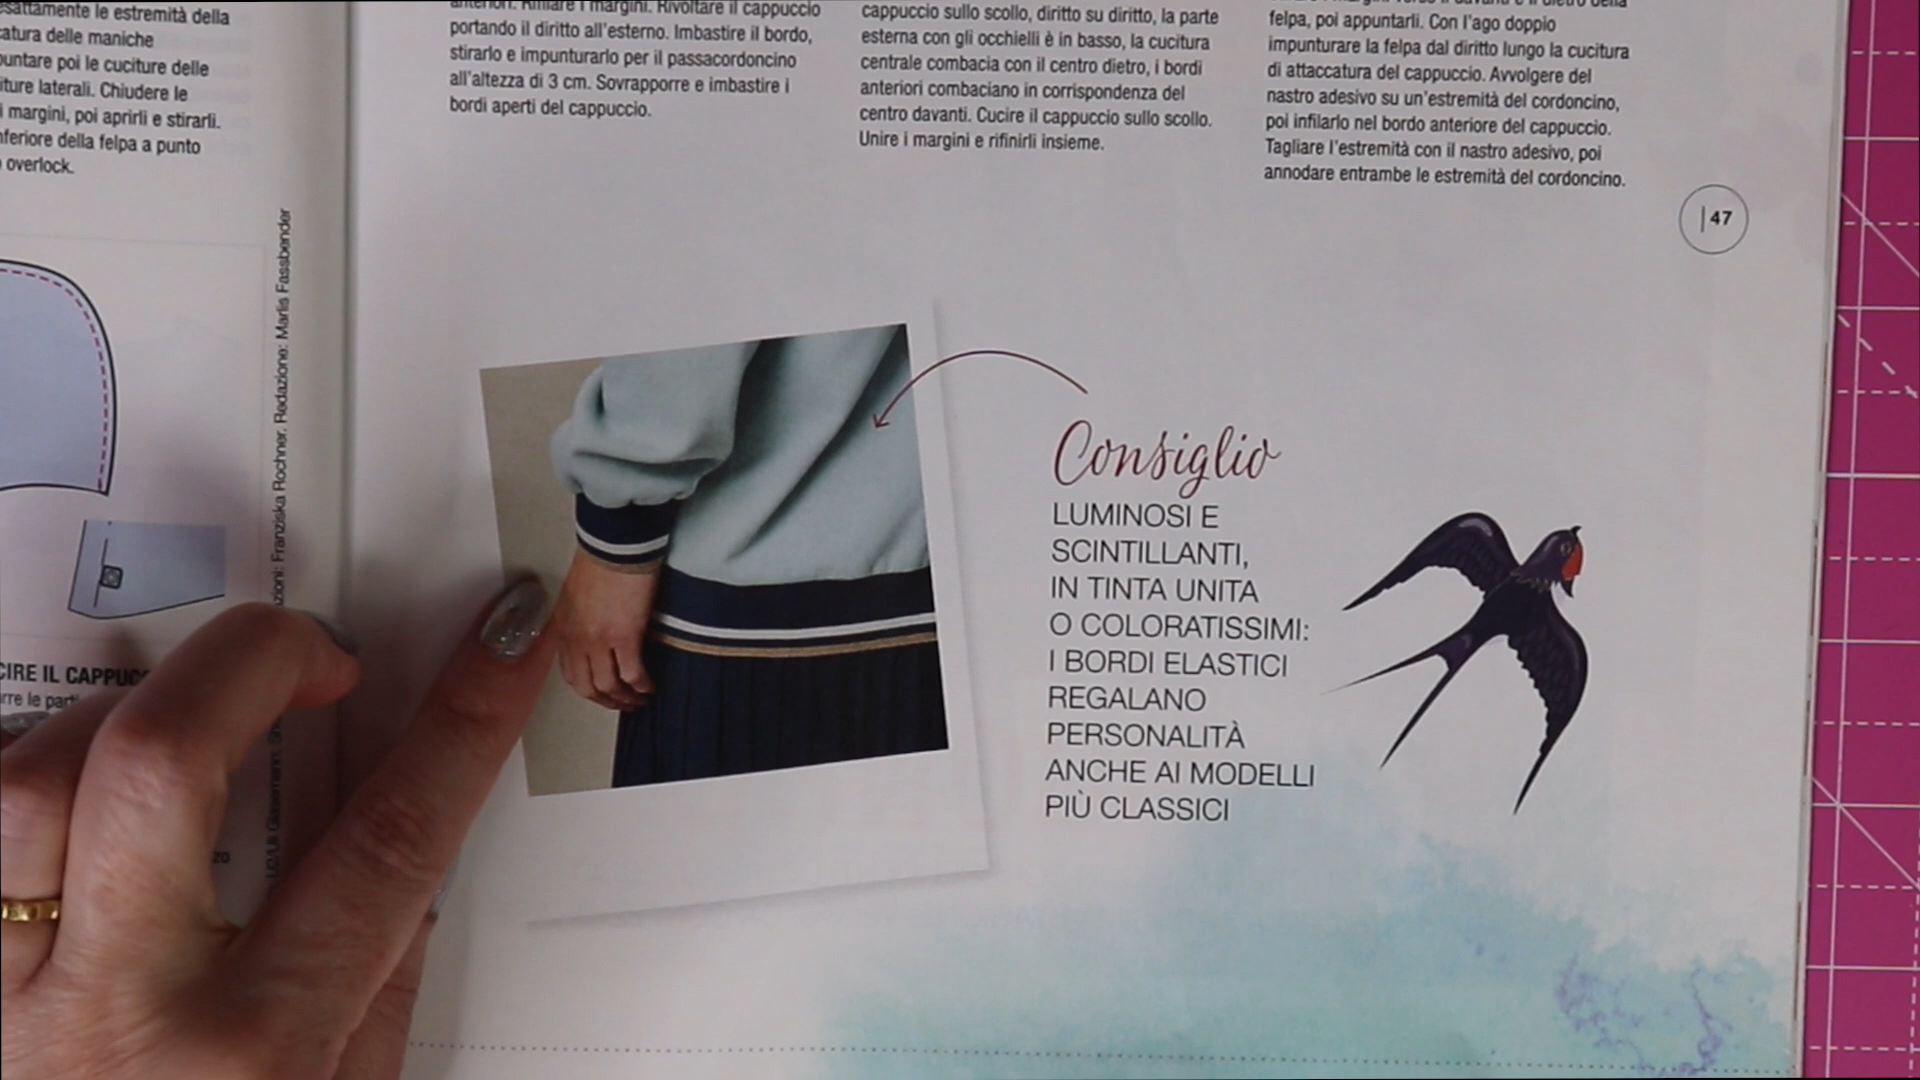 esattamente le estremità della
catura delle maniche
puntare poi le cuciture delle
iture laterali. Chiudere le
i margini, poi aprirli e stirarli.
nferiore della felpa a punto
overlock.
CIRE IL CAPPUC
rre le parti
20
zioni: Franziska Rochner. Redazione: Marlis Fassbender
anteriori. Rifilare i margini. Rivoltare il cappuccio
portando il diritto all'esterno. Imbastire il bordo,
stirarlo e impunturarlo per il passacordoncino
all'altezza di 3 cm. Sovrapporre e imbastire i
bordi aperti del cappuccio.
cappuccio sullo scollo, diritto su diritto, la parte
esterna con gli occhielli è in basso, la cucitura
centrale combacia con il centro dietro, i bordi
anteriori combaciano in corrispondenza del
centro davanti. Cucire il cappuccio sullo scollo.
Unire i margini e rifinirli insieme.
felpa, poi appuntarli. Con l'ago doppio
impunturare la felpa dal diritto lungo la cucitura
di attaccatura del cappuccio. Avvolgere del
nastro adesivo su un'estremità del cordoncino,
poi infilarlo nel bordo anteriore del cappuccio.
Tagliare l'estremità con il nastro adesivo, poi
annodare entrambe le estremità del cordoncino.
|47
Consiglio
LUMINOSI E
SCINTILLANTI,
IN TINTA UNITA
O COLORATISSIMI:
I BORDI ELASTICI
REGALANO
PERSONALITÀ
ANCHE AI MODELLI
PIÙ CLASSICI